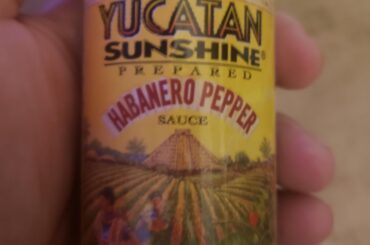 YUCATAN
SUNSHINE®
PREPARED
HABANERO PEPPER
SAUCE